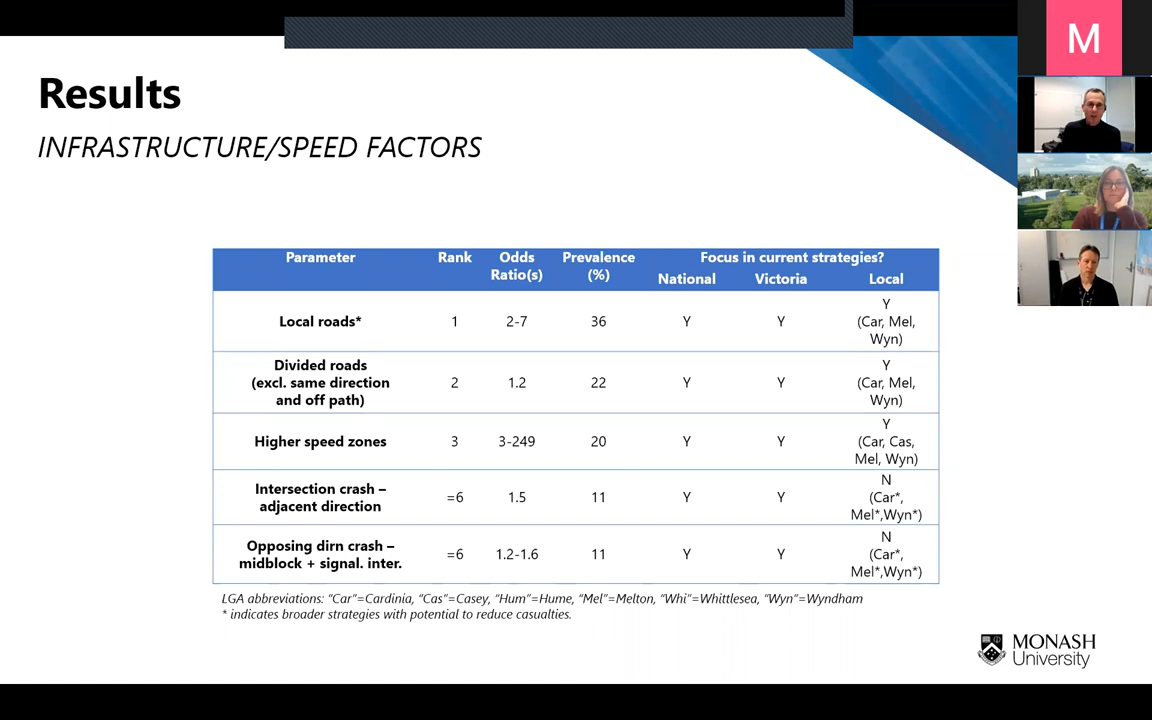 M
Results
INFRASTRUCTURE/SPEED FACTORS
Parameter Rank Odds Ratio(s) Prevalence (%) Focus in current strategies?
National Victoria Local
Local roads* 1 2-7 36 Y Y Y (Car, Mel, Wyn)
Divided roads (excl. same direction and off path) 2 1.2 22 Y Y Y (Car, Mel, Wyn)
Higher speed zones 3 3-249 20 Y Y Y (Car, Cas, Mel, Wyn)
Intersection crash – adjacent direction =6 1.5 11 Y Y N (Car*, Mel*,Wyn*)
Opposing dirn crash – midblock + signal. inter. =6 1.2-1.6 11 Y Y N (Car*, Mel*,Wyn*)
LGA abbreviations: “Car”=Cardinia, “Cas”=Casey, “Hum”=Hume, “Mel”=Melton, “Whi”=Whittlesea, “Wyn”=Wyndham
* indicates broader strategies with potential to reduce casualties.
MONASH
University